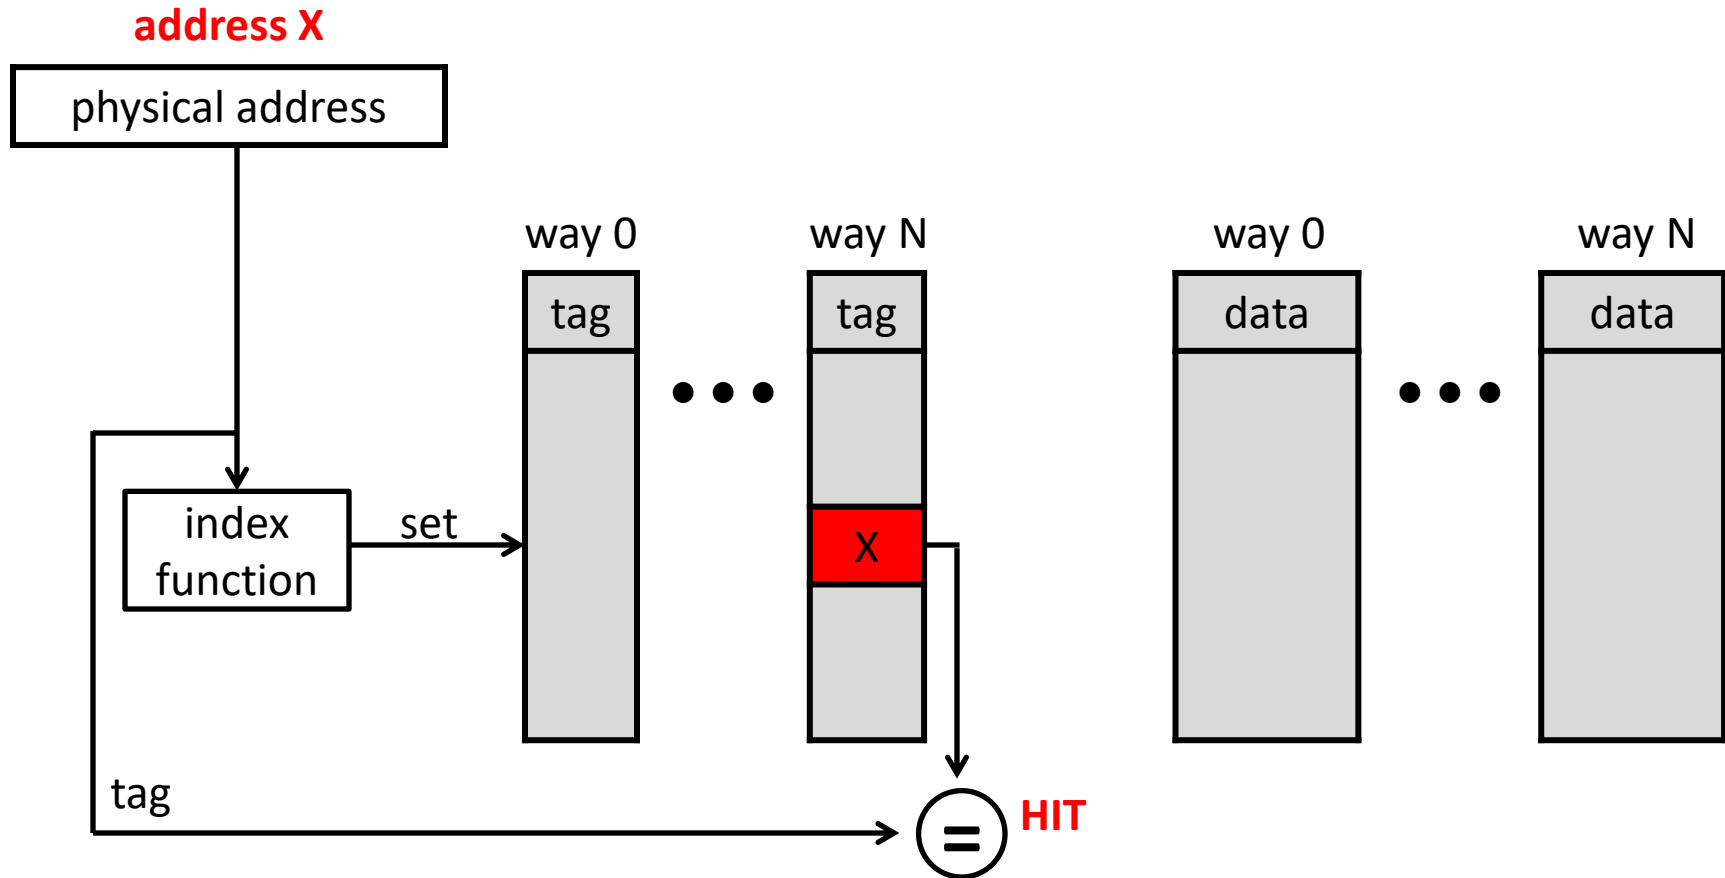 address X
physical address
way 0
way N
way 0
way N
tag
tag
data
data
index
function
set
X
tag
=
HIT